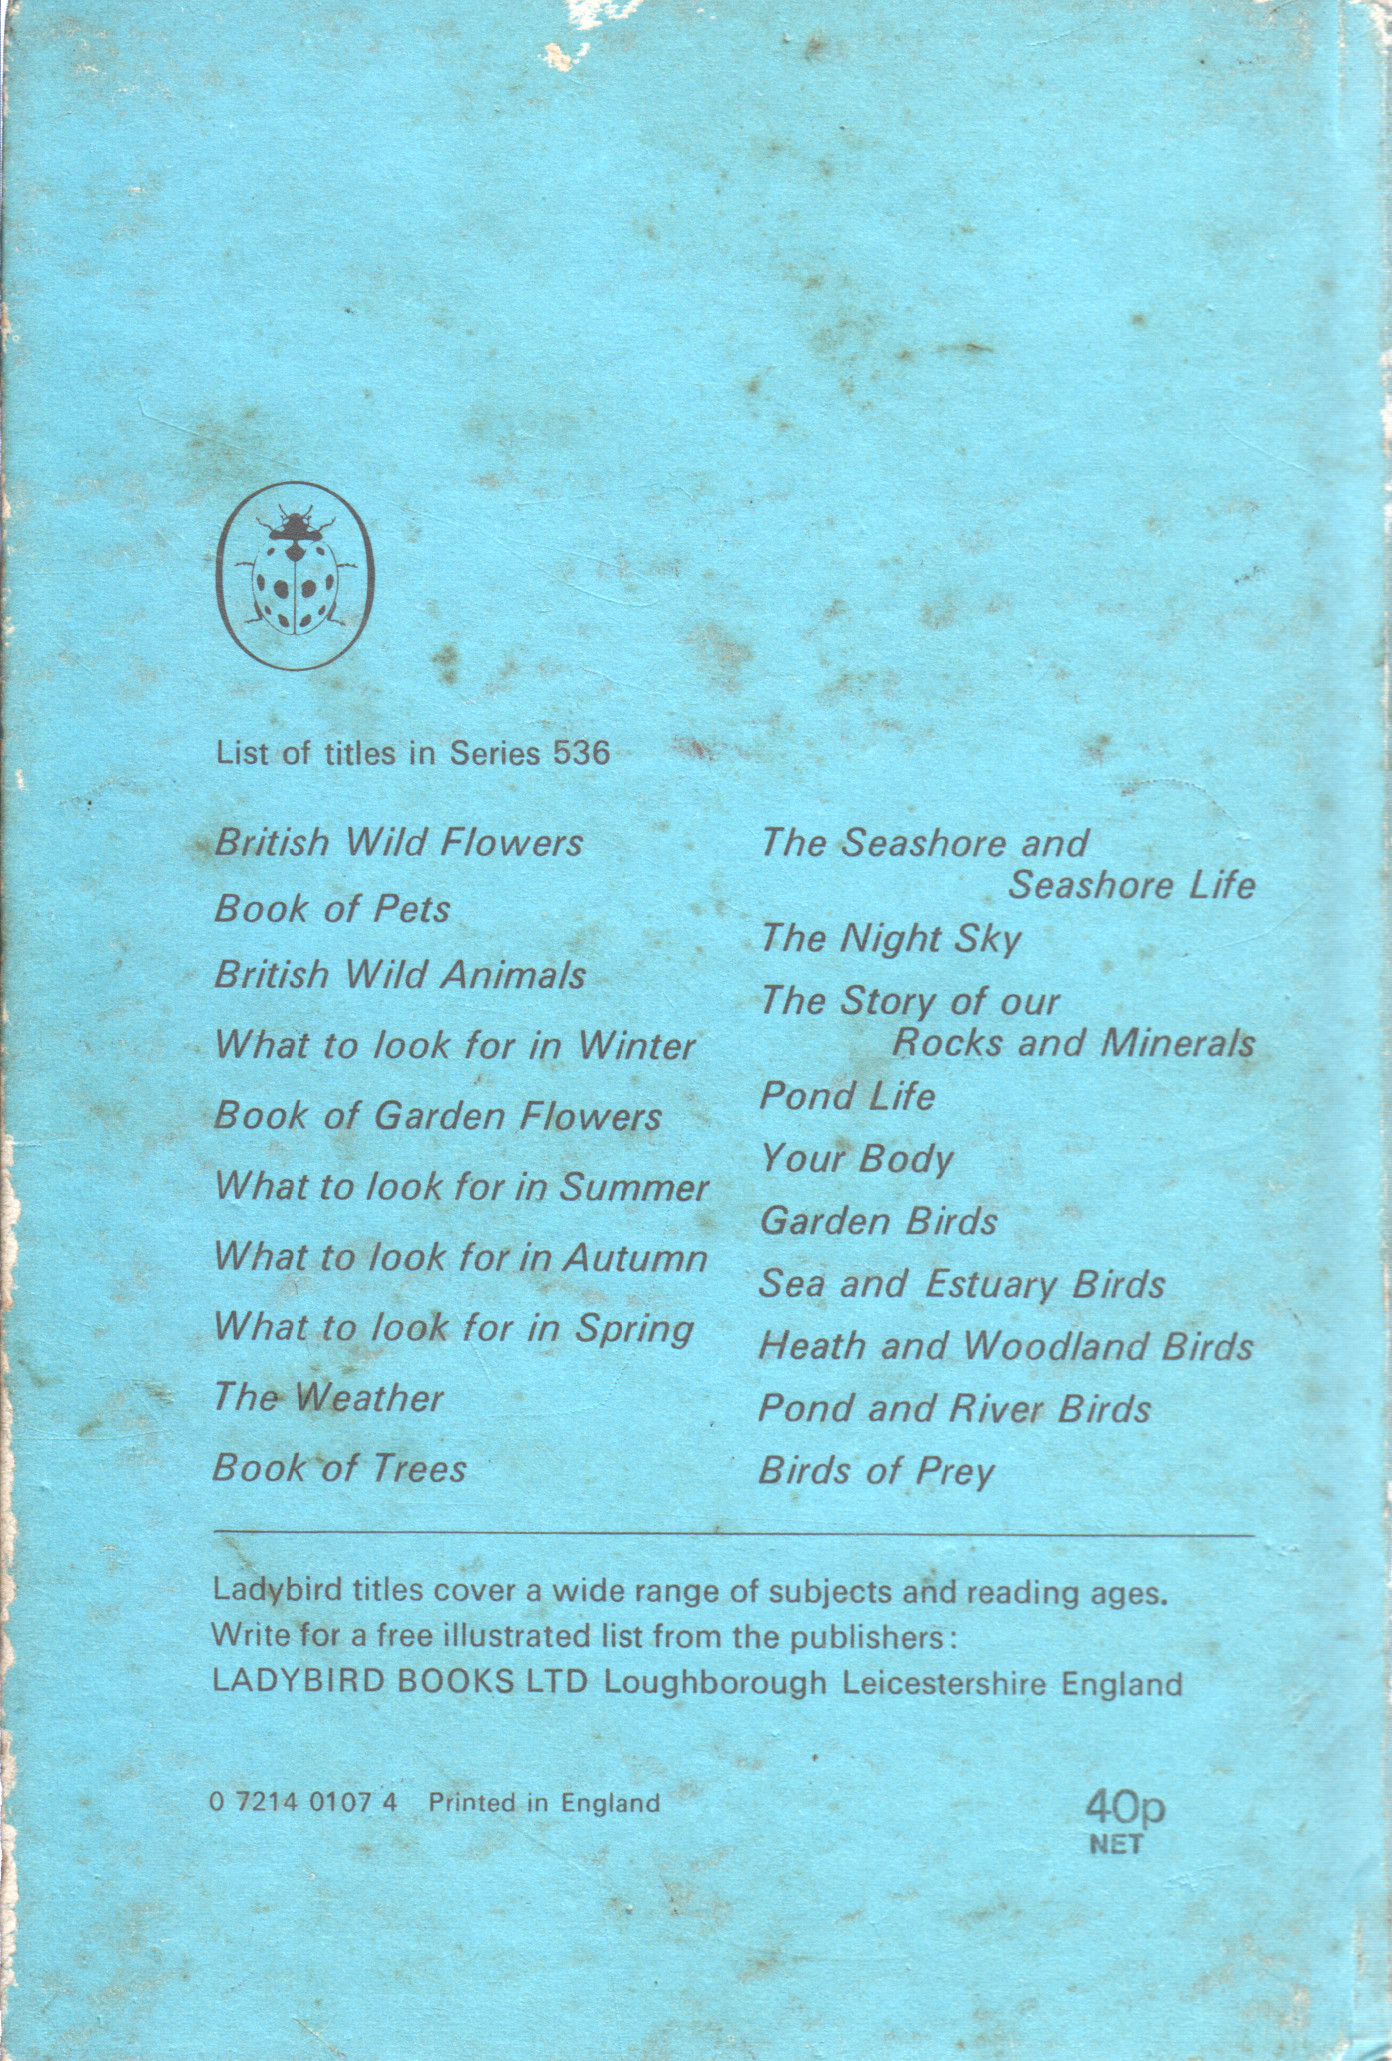 List of titles in Series 536
British Wild Flowers
Book of Pets
British Wild Animals
What to look for in Winter
Book of Garden Flowers
What to look for in Summer
What to look for in Autumn
What to look for in Spring
The Weather
Book of Trees
The Seashore and
Seashore Life
The Night Sky
The Story of our
Rocks and Minerals
Pond Life
Your Body
Garden Birds
Sea and Estuary Birds
Heath and Woodland Birds
Pond and River Birds
Birds of Prey
Ladybird titles cover a wide range of subjects and reading ages.
Write for a free illustrated list from the publishers:
LADYBIRD BOOKS LTD Loughborough Leicestershire England
0 7214 0107 4 Printed in England
40p
NET